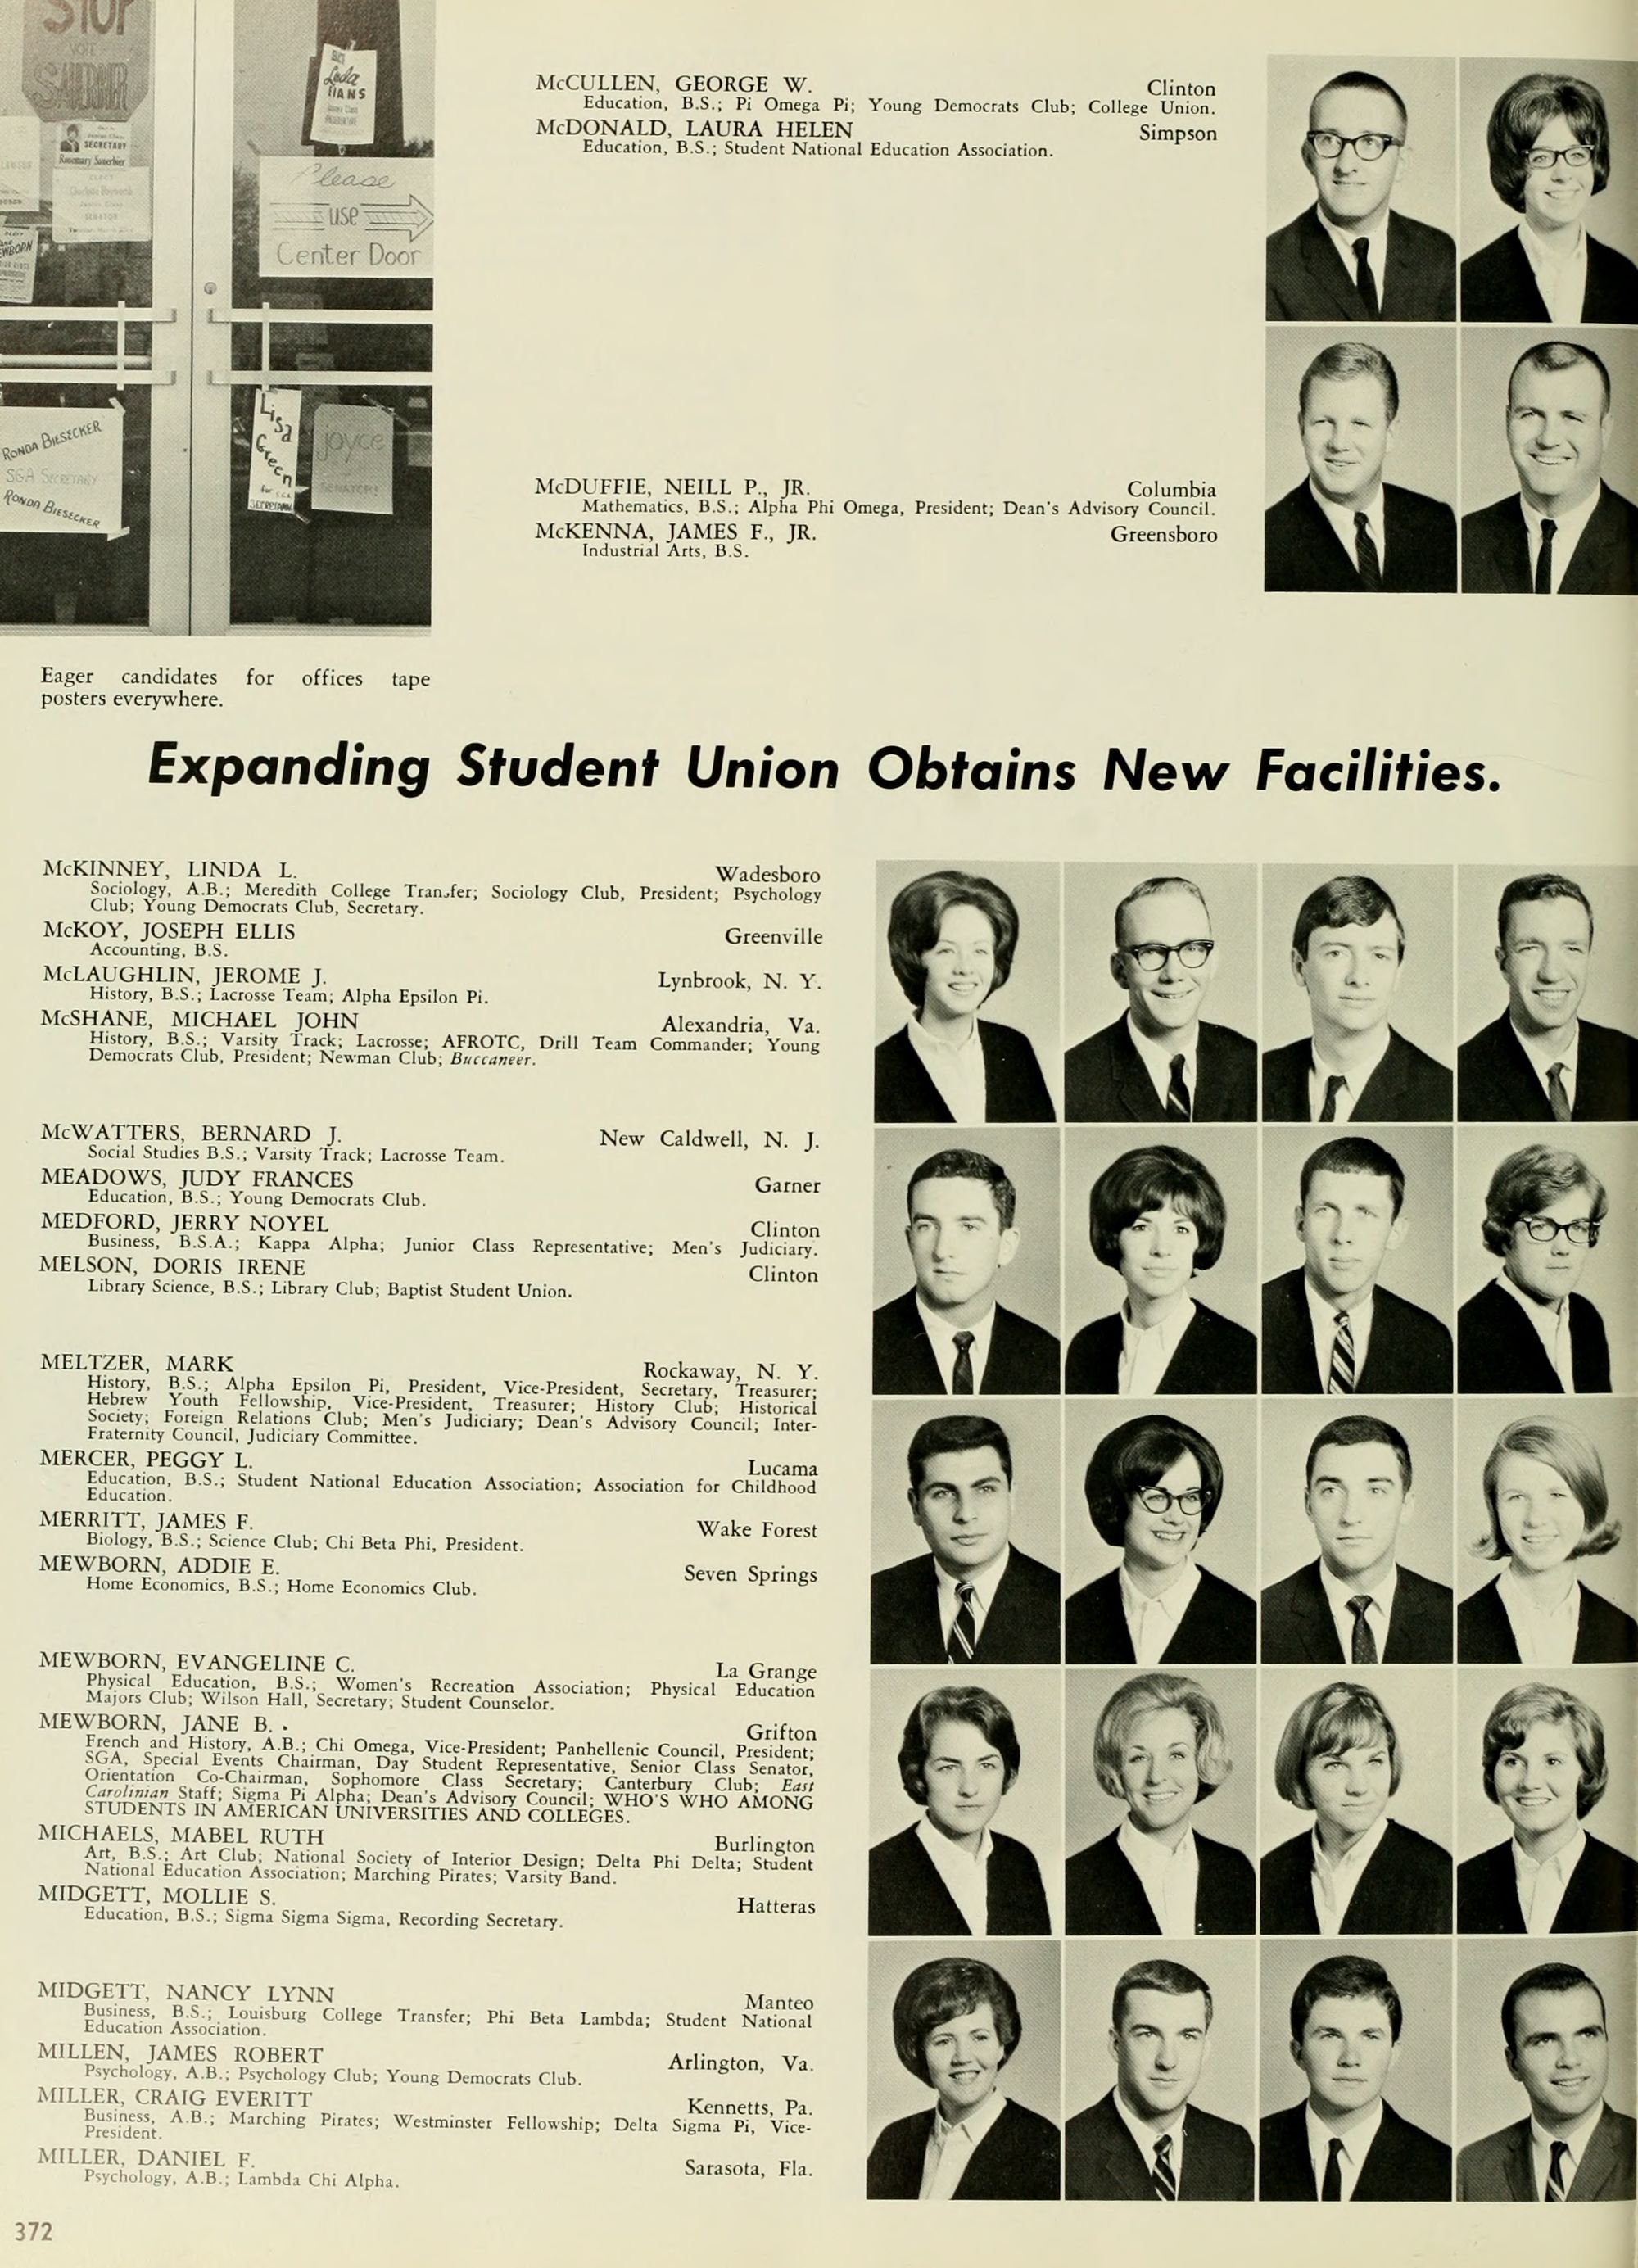 STOP
VOTE
SAUERBIER
SECRETARY
Rosemary Sauerbier
SENATOR
Please
use
Center Door
RONDA BIESECKER
SGA SECRETARY
RONDA BIESECKER
Lisa
Green
for S.G.A.
SECRETARY
Joyce
SENATOR!
McCULLEN, GEORGE W. Clinton
Education, B.S.; Pi Omega Pi; Young Democrats Club; College Union.
McDONALD, LAURA HELEN Simpson
Education, B.S.; Student National Education Association.
McDUFFIE, NEILL P., JR. Columbia
Mathematics, B.S.; Alpha Phi Omega, President; Dean's Advisory Council.
McKENNA, JAMES F., JR. Greensboro
Industrial Arts, B.S.
Eager candidates for offices tape
posters everywhere.
Expanding Student Union Obtains New Facilities.
McKINNEY, LINDA L. Wadesboro
Sociology, A.B.; Meredith College Transfer; Sociology Club, President; Psychology
Club; Young Democrats Club, Secretary.
McKOY, JOSEPH ELLIS Greenville
Accounting, B.S.
McLAUGHLIN, JEROME J. Lynbrook, N. Y.
History, B.S.; Lacrosse Team; Alpha Epsilon Pi.
McSHANE, MICHAEL JOHN Alexandria, Va.
History, B.S.; Varsity Track; Lacrosse; AFROTC, Drill Team Commander; Young
Democrats Club, President; Newman Club; Buccaneer.
McWATTERS, BERNARD J. New Caldwell, N. J.
Social Studies B.S.; Varsity Track; Lacrosse Team.
MEADOWS, JUDY FRANCES Garner
Education, B.S.; Young Democrats Club.
MEDFORD, JERRY NOYEL Clinton
Business, B.S.A.; Kappa Alpha; Junior Class Representative; Men's Judiciary.
MELSON, DORIS IRENE Clinton
Library Science, B.S.; Library Club; Baptist Student Union.
MELTZER, MARK Rockaway, N. Y.
History, B.S.; Alpha Epsilon Pi, President, Vice-President, Secretary, Treasurer;
Hebrew Youth Fellowship, Vice-President, Treasurer; History Club; Historical
Society; Foreign Relations Club; Men's Judiciary; Dean's Advisory Council; Inter-
Fraternity Council, Judiciary Committee.
MERCER, PEGGY L. Lucama
Education, B.S.; Student National Education Association; Association for Childhood
Education.
MERRITT, JAMES F. Wake Forest
Biology, B.S.; Science Club; Chi Beta Phi, President.
MEWBORN, ADDIE E. Seven Springs
Home Economics, B.S.; Home Economics Club.
MEWBORN, EVANGELINE C. La Grange
Physical Education, B.S.; Women's Recreation Association; Physical Education
Majors Club; Wilson Hall, Secretary; Student Counselor.
MEWBORN, JANE B. Grifton
French and History, A.B.; Chi Omega, Vice-President; Panhellenic Council, President;
SGA, Special Events Chairman, Day Student Representative, Senior Class Senator,
Orientation Co-Chairman, Sophomore Class Secretary; Canterbury Club; East
Carolinian Staff; Sigma Pi Alpha; Dean's Advisory Council; WHO'S WHO AMONG
STUDENTS IN AMERICAN UNIVERSITIES AND COLLEGES.
MICHAELS, MABEL RUTH Burlington
Art, B.S.; Art Club; National Society of Interior Design; Delta Phi Delta; Student
National Education Association; Marching Pirates; Varsity Band.
MIDGETT, MOLLIE S. Hatteras
Education, B.S.; Sigma Sigma Sigma, Recording Secretary.
MIDGETT, NANCY LYNN Manteo
Business, B.S.; Louisburg College Transfer; Phi Beta Lambda; Student National
Education Association.
MILLEN, JAMES ROBERT Arlington, Va.
Psychology, A.B.; Psychology Club; Young Democrats Club.
MILLER, CRAIG EVERITT Kennetts, Pa.
Business, A.B.; Marching Pirates; Westminster Fellowship; Delta Sigma Pi, Vice-
President.
MILLER, DANIEL F. Sarasota, Fla.
Psychology, A.B.; Lambda Chi Alpha.
372